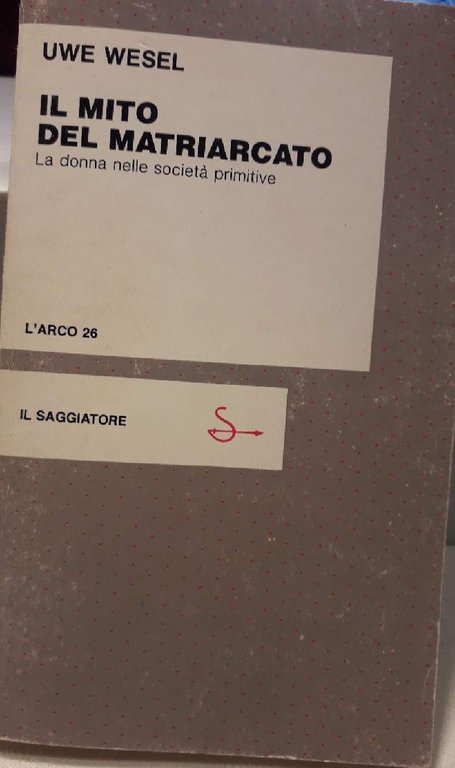 UWE WESEL
IL MITO
DEL MATRIARCATO
La donna nelle società primitive
L'ARCO 26
IL SAGGIATORE